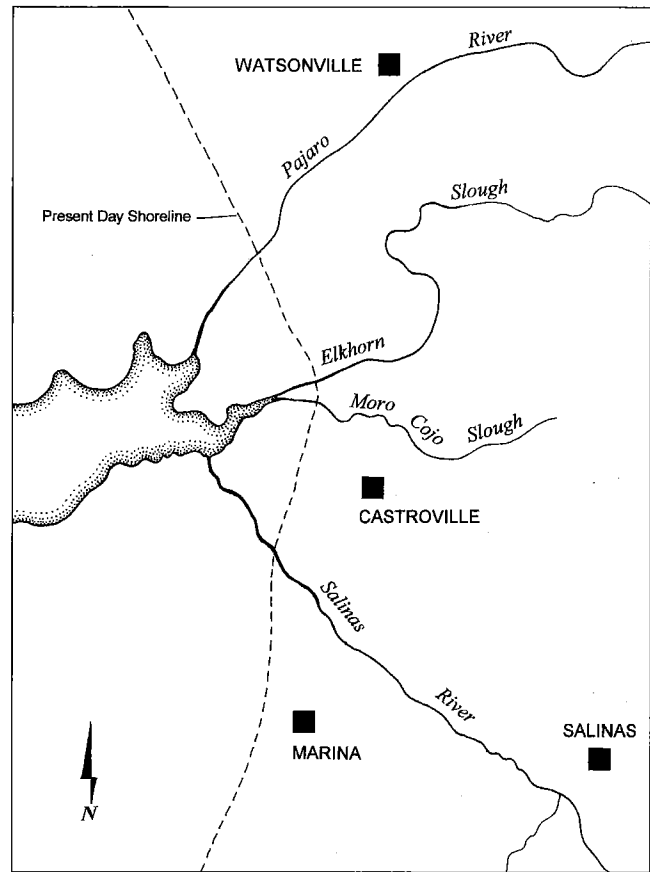 River
WATSONVILLE
Pajaro
Slough
Present Day Shoreline
Elkhorn
Moro
Cojo
Slough
CASTROVILLE
Salinas
River
MARINA
SALINAS
N